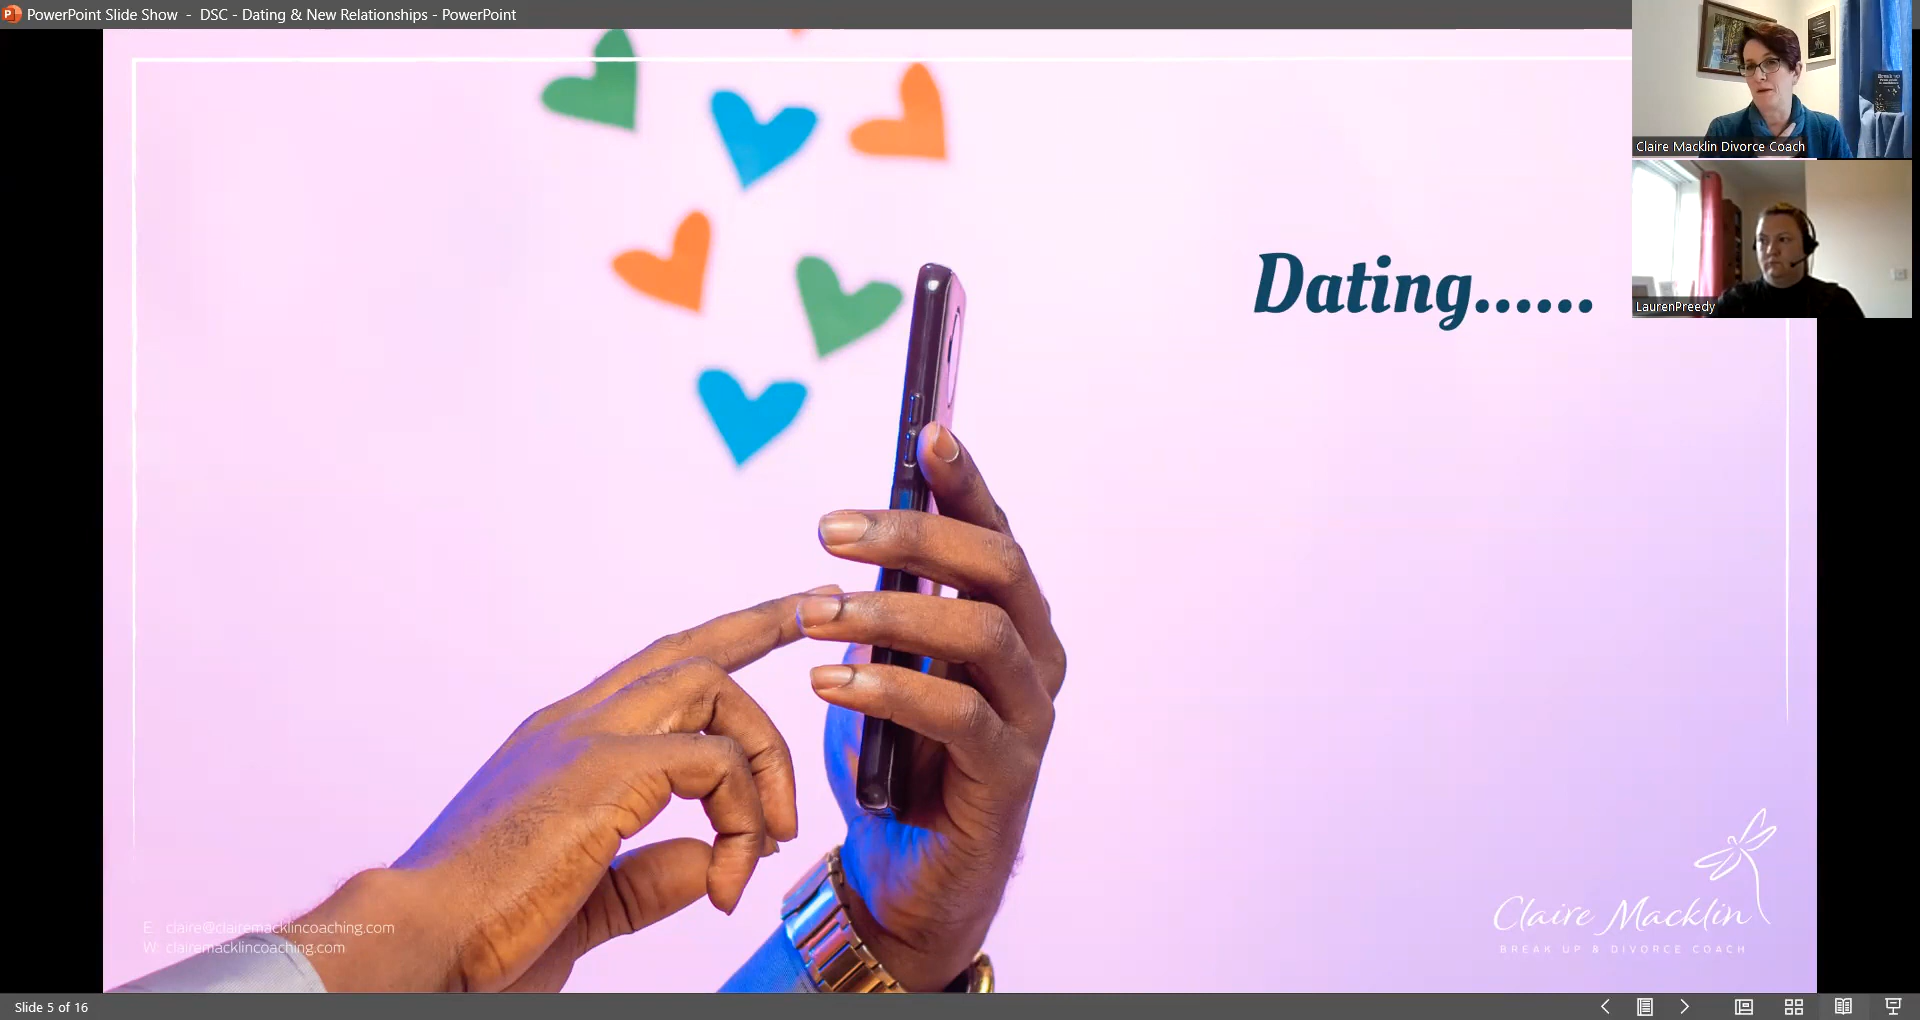 PowerPoint Slide Show - DSC - Dating & New Relationships - PowerPoint
Claire Macklin Divorce Coach
LaurenPreedy
Dating......
E: claire@clairemacklincoaching.com
W: clairemacklincoaching.com
Claire Macklin
BREAK UP & DIVORCE COACH
Slide 5 of 16